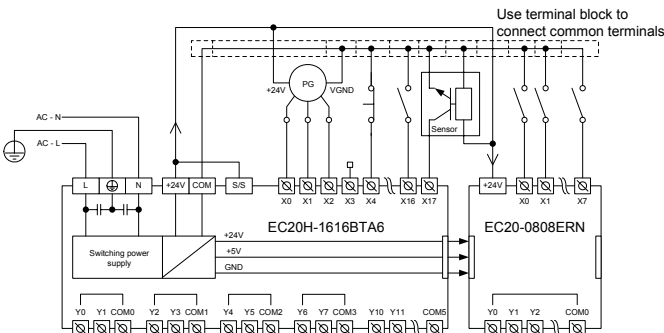 Use terminal block to
connect common terminals
+24V PG VGND
AC - N
AC - L
Sensor
L N +24V COM S/S X0 X1 X2 X3 X4 X16 X17 +24V X0 X1 X7
EC20H-1616BTA6 EC20-0808ERN
Switching power
supply
+24V
+5V
GND
Y0 Y1 COM0 Y2 Y3 COM1 Y4 Y5 COM2 Y6 Y7 COM3 Y10 Y11 COM5 Y0 Y1 Y2 COM0